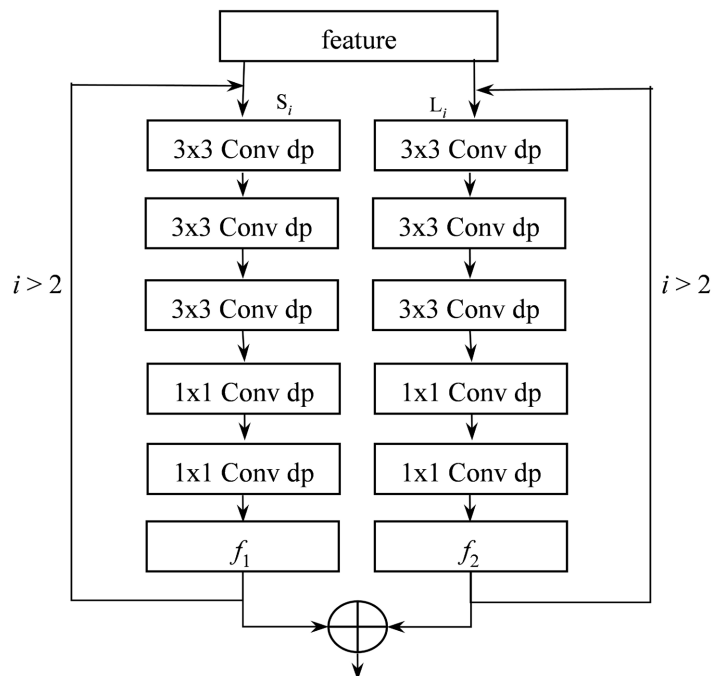 feature
S_i
L_i
3x3 Conv dp
3x3 Conv dp
3x3 Conv dp
3x3 Conv dp
i > 2
i > 2
3x3 Conv dp
3x3 Conv dp
1x1 Conv dp
1x1 Conv dp
1x1 Conv dp
1x1 Conv dp
f_1
f_2